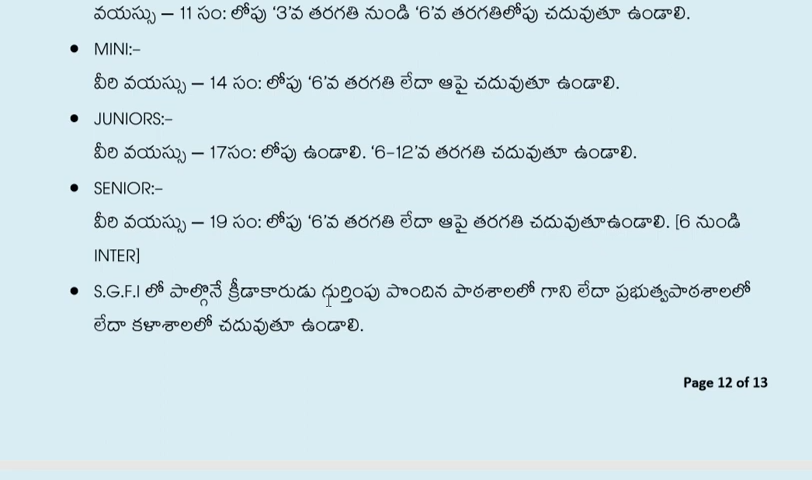 వయస్సు – 11 సం: లోపు ‘3’వ తరగతి నుండి ‘6’వ తరగతిలోపు చదువుతూ ఉండాలి.
• MINI:–
వీరి వయస్సు – 14 సం: లోపు ‘6’వ తరగతి లేదా ఆపై చదువుతూ ఉండాలి.
• JUNIORS:–
వీరి వయస్సు – 17సం: లోపు ఉండాలి. ‘6–12’వ తరగతి చదువుతూ ఉండాలి.
• SENIOR:–
వీరి వయస్సు – 19 సం: లోపు ‘6’వ తరగతి లేదా ఆపై తరగతి చదువుతూఉండాలి. [6 నుండి
INTER]
• S.G.F.I లో పాల్గొనే క్రీడాకారుడు గుర్తింపు పొందిన పాఠశాలలో గాని లేదా ప్రభుత్వపాఠశాలలో
లేదా కళాశాలలో చదువుతూ ఉండాలి.
Page 12 of 13